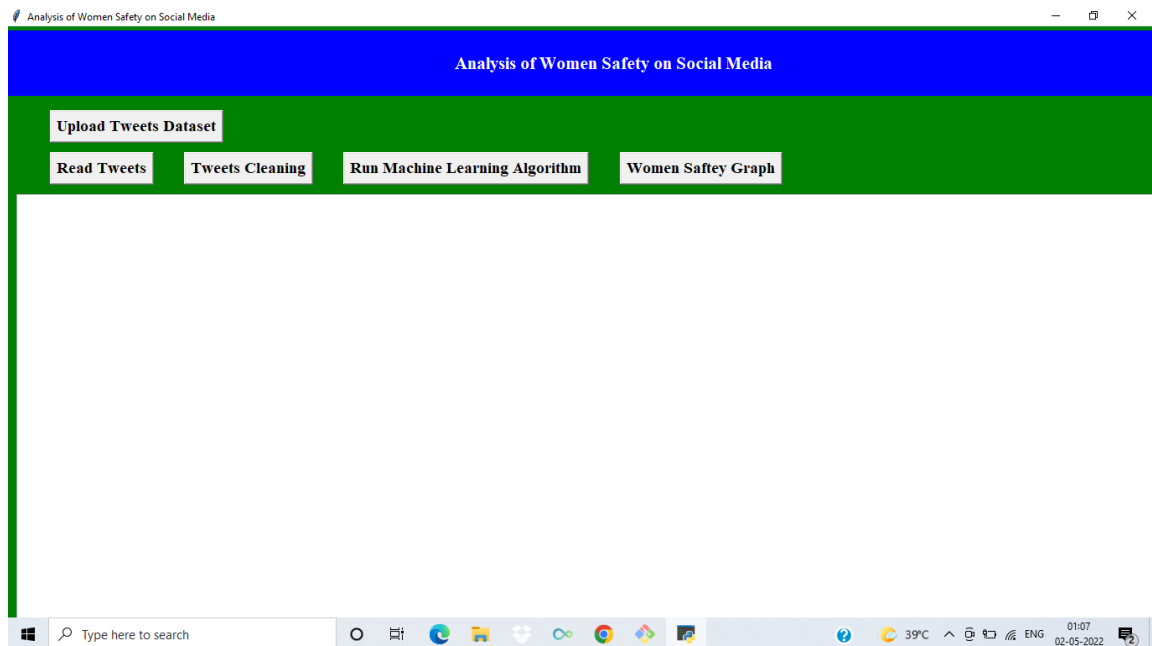 Analysis of Women Safety on Social Media
Analysis of Women Safety on Social Media
Upload Tweets Dataset
Read Tweets Tweets Cleaning Run Machine Learning Algorithm Women Saftey Graph
Type here to search 39°C ENG 01:07
02-05-2022 2